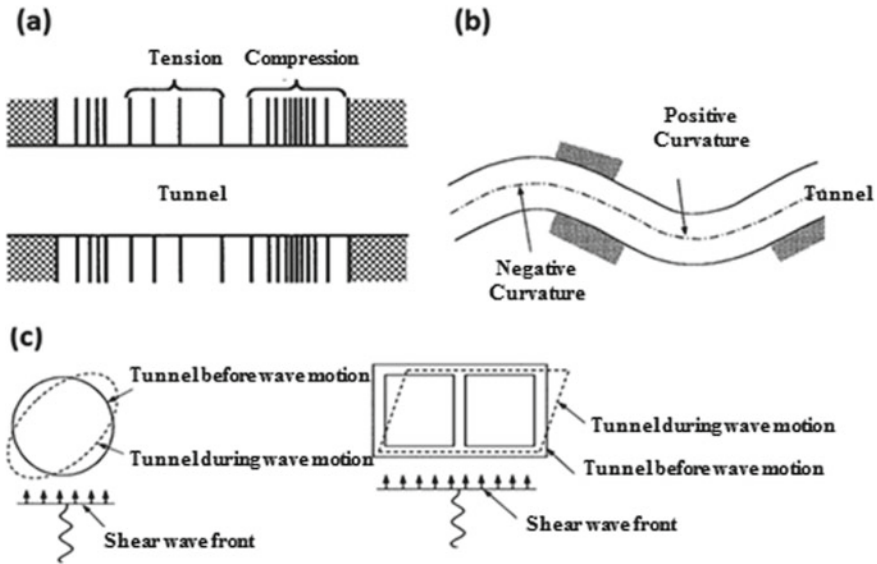 (a)
Tension
Compression
Tunnel
(b)
Positive
Curvature
Tunnel
Negative
Curvature
(c)
Tunnel before wave motion
Tunnel during wave motion
Shear wave front
Tunnel during wave motion
Tunnel before wave motion
Shear wave front